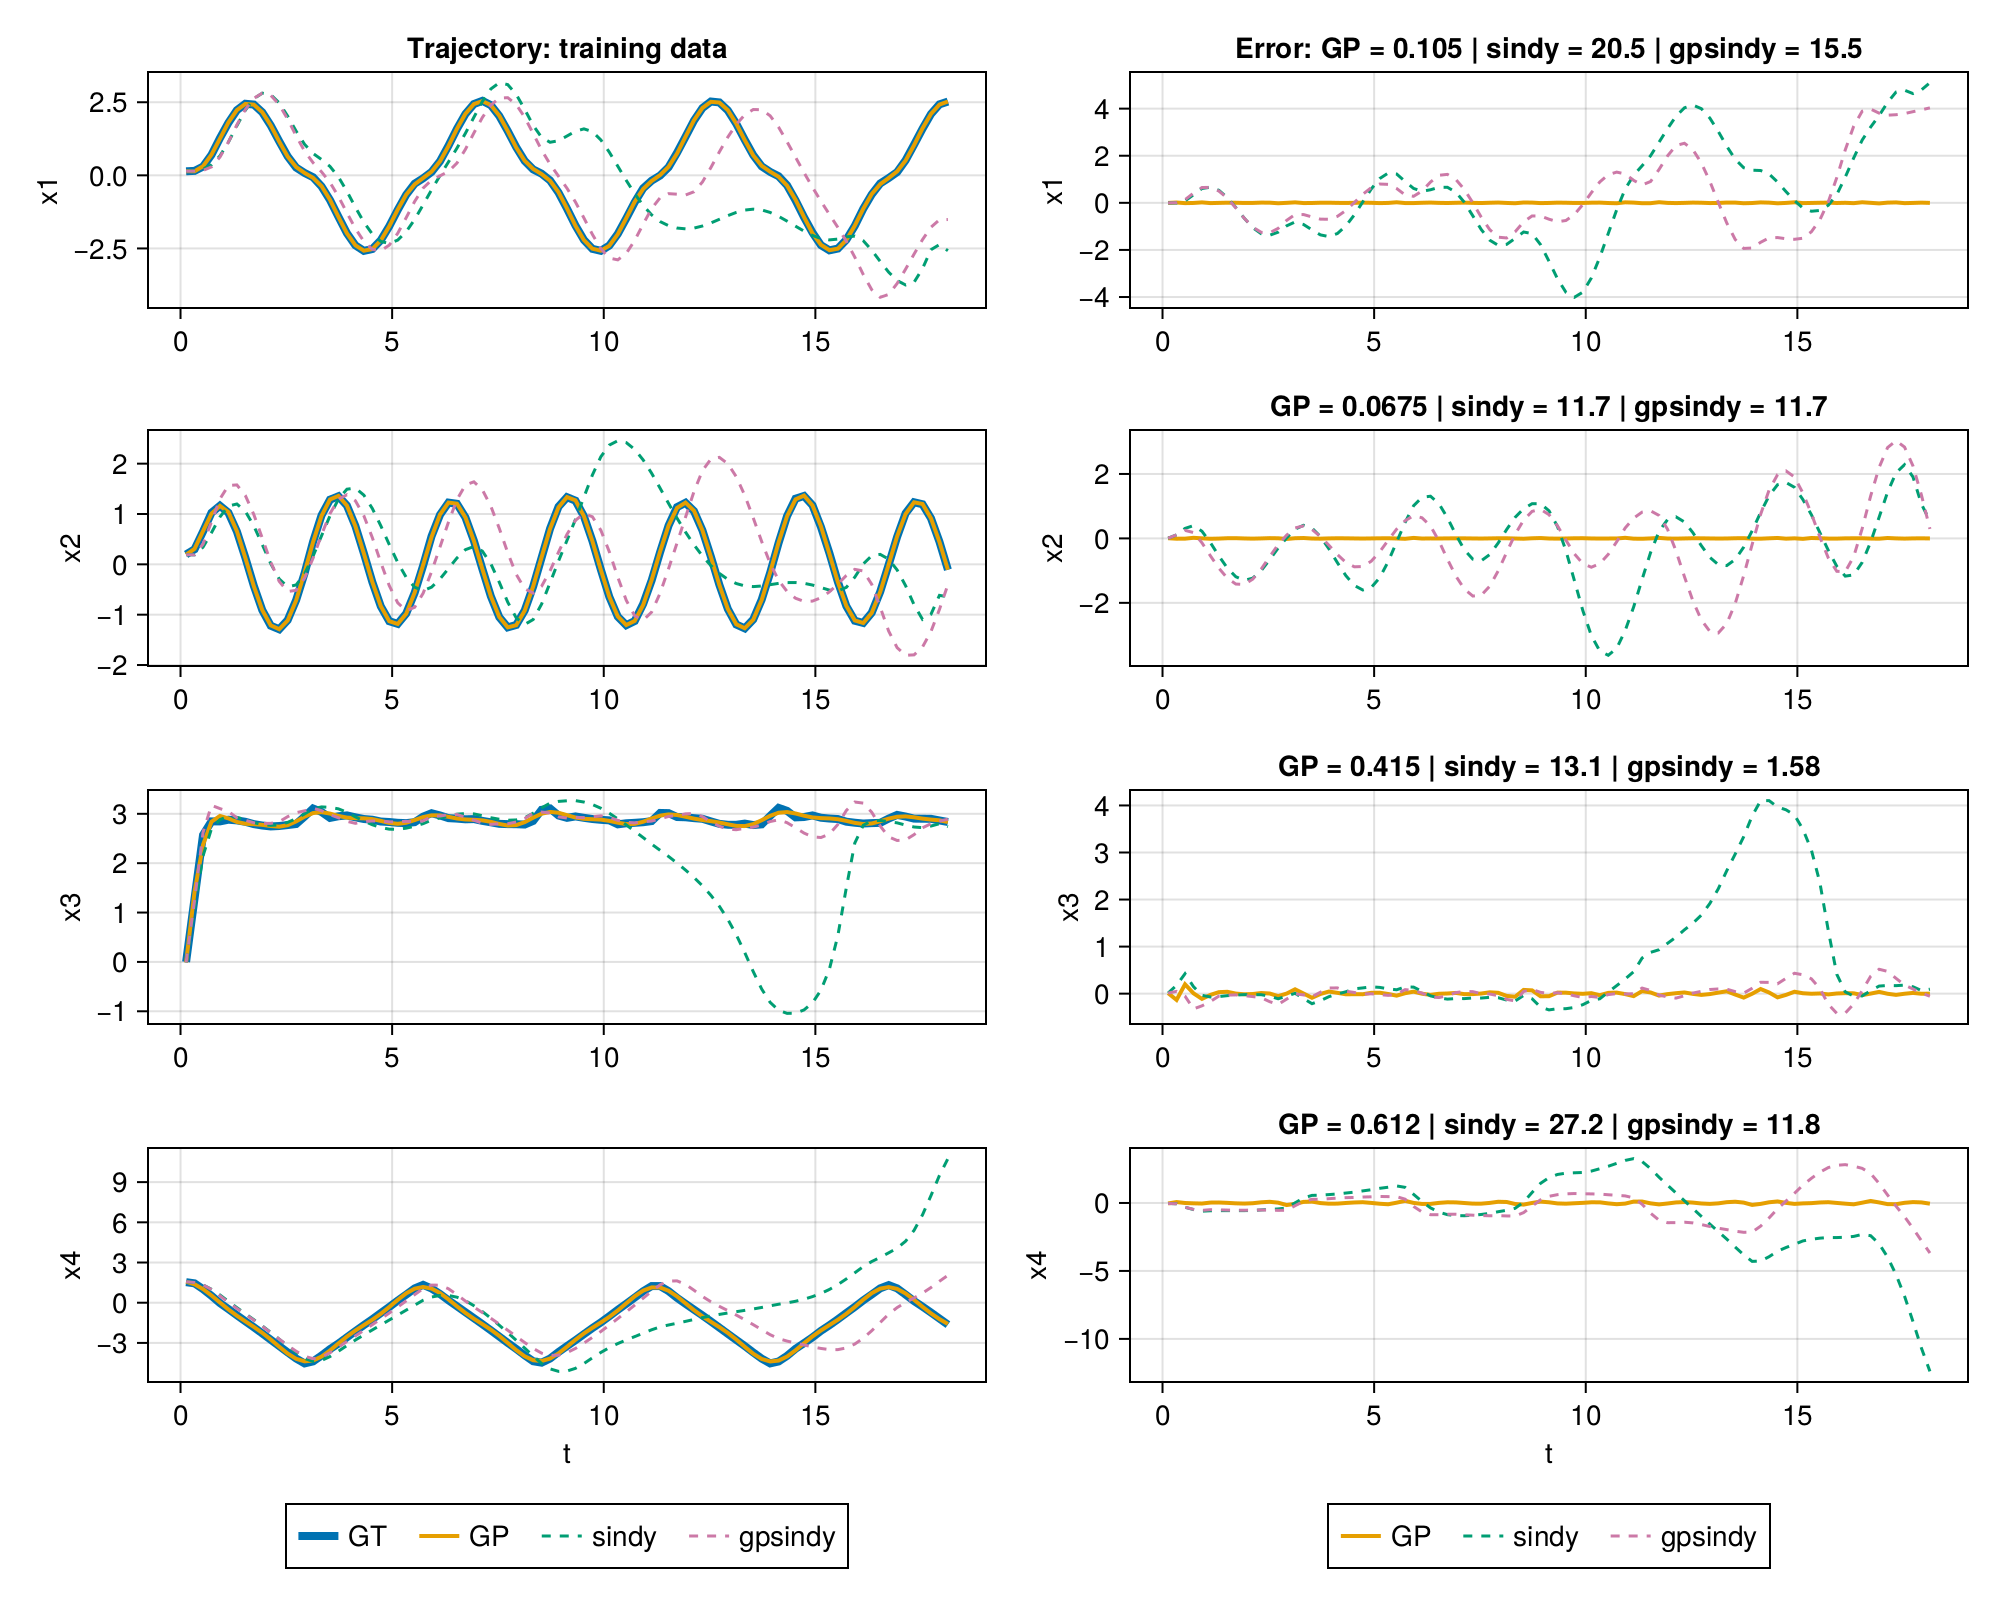 Trajectory: training data
x1
2.5
0.0
−2.5
0 5 10 15
Error: GP = 0.105 | sindy = 20.5 | gpsindy = 15.5
x1
4
2
0
−2
−4
0 5 10 15
x2
2
1
0
−1
−2
0 5 10 15
GP = 0.0675 | sindy = 11.7 | gpsindy = 11.7
x2
2
0
−2
0 5 10 15
x3
3
2
1
0
−1
0 5 10 15
GP = 0.415 | sindy = 13.1 | gpsindy = 1.58
x3
4
3
2
1
0
0 5 10 15
x4
9
6
3
0
−3
0 5 10 15
t
GP = 0.612 | sindy = 27.2 | gpsindy = 11.8
x4
0
−5
−10
0 5 10 15
t
GT GP sindy gpsindy
GP sindy gpsindy